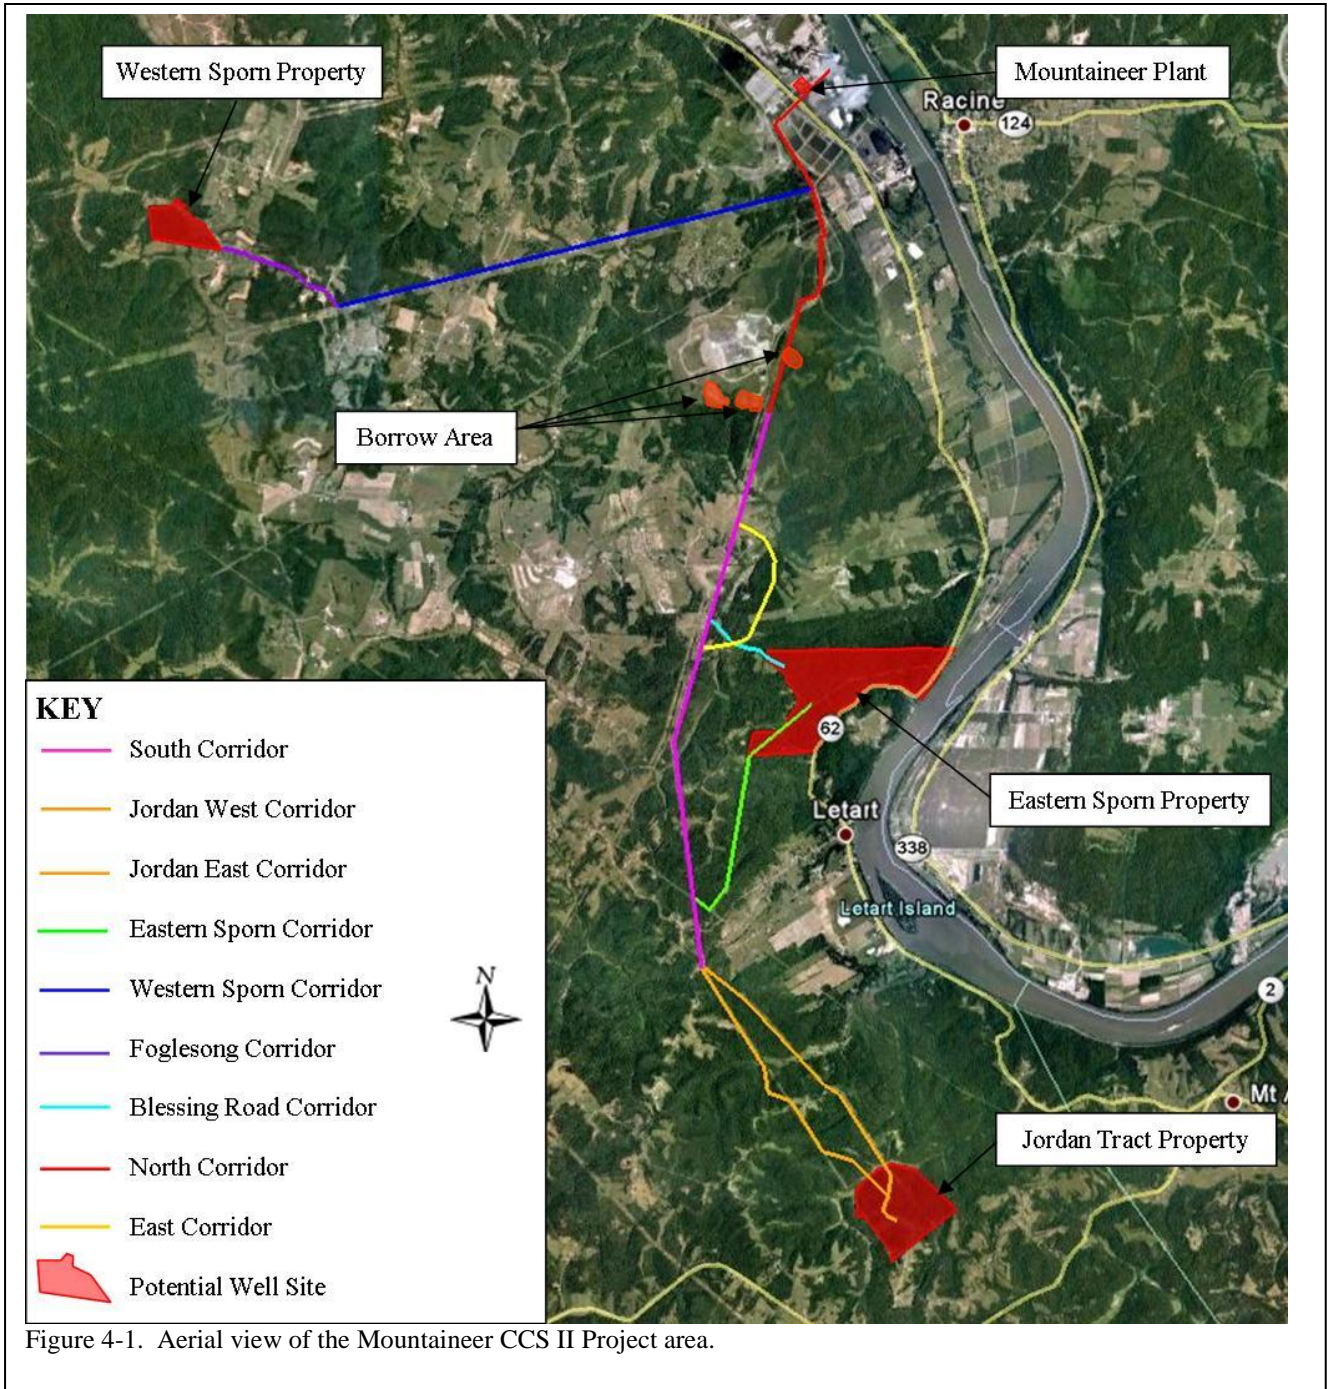 Western Sporn Property
Mountaineer Plant
Racine
124
Borrow Area
KEY
South Corridor
Jordan West Corridor
Jordan East Corridor
Eastern Sporn Corridor
Western Sporn Corridor
Foglesong Corridor
Blessing Road Corridor
North Corridor
East Corridor
Potential Well Site
N
62
Eastern Sporn Property
Letart
338
Letart Island
2
Mt
Jordan Tract Property
Figure 4-1. Aerial view of the Mountaineer CCS II Project area.